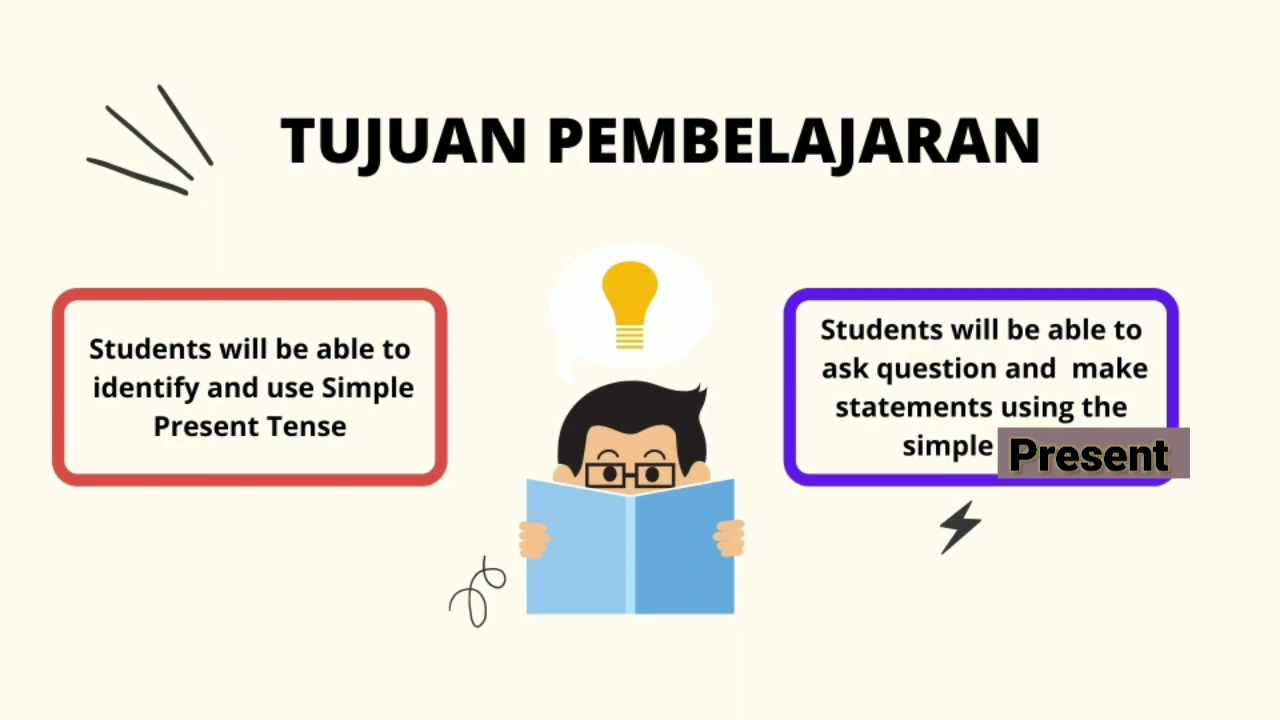 TUJUAN PEMBELAJARAN
Students will be able to
identify and use Simple
Present Tense
Students will be able to
ask question and make
statements using the
simple Present